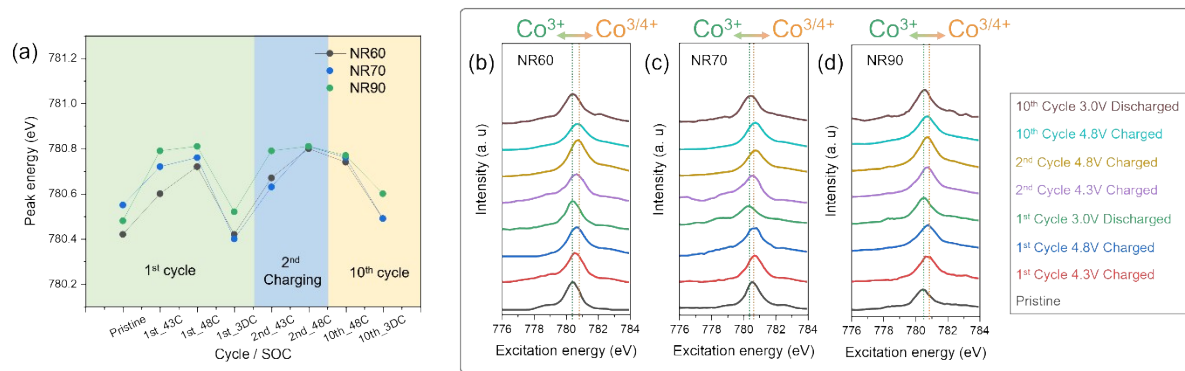 (a)
781.2
781.0
780.8
780.6
780.4
780.2
Peak energy (eV)
NR60
NR70
NR90
1st cycle
2nd
Charging
10th cycle
Pristine
1st_43C
1st_48C
1st_3DC
2nd_43C
2nd_48C
10th_48C
10th_3DC
Cycle / SOC
Co3+ Co3/4+
(b)
NR60
Intensity (a. u)
776 778 780 782 784
Excitation energy (eV)
Co3+ Co3/4+
(c)
NR70
Intensity (a. u)
776 778 780 782 784
Excitation energy (eV)
Co3+ Co3/4+
(d)
NR90
Intensity (a. u)
776 778 780 782 784
Excitation energy (eV)
10th Cycle 3.0V Discharged
10th Cycle 4.8V Charged
2nd Cycle 4.8V Charged
2nd Cycle 4.3V Charged
1st Cycle 3.0V Discharged
1st Cycle 4.8V Charged
1st Cycle 4.3V Charged
Pristine